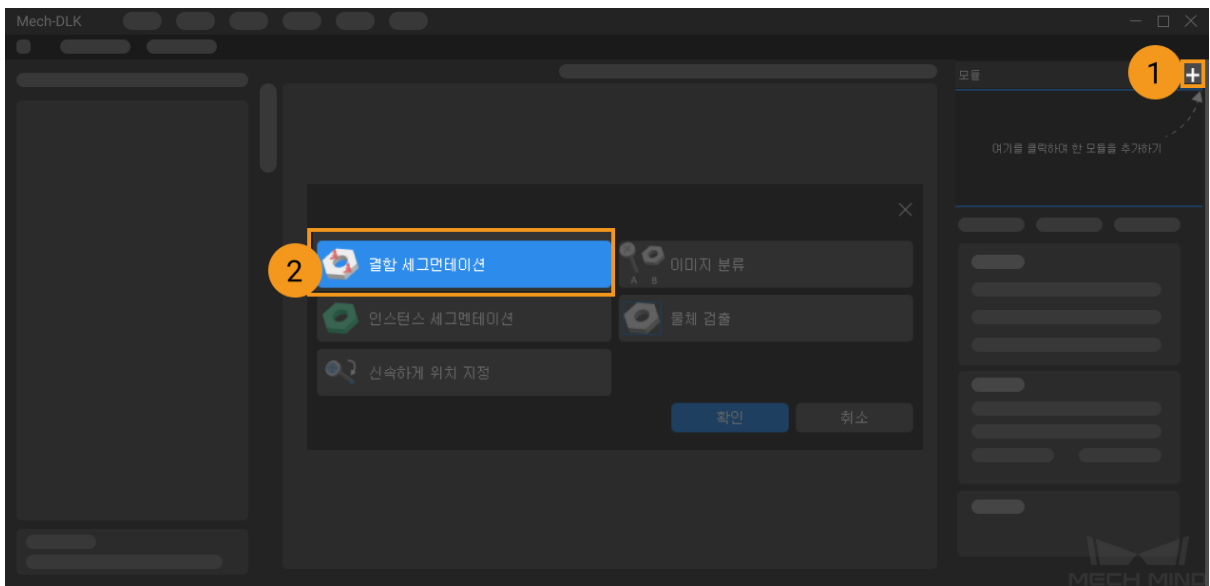 Mech-DLK
모듈
1
여기를 클릭하여 한 모듈을 추가하기
2
결함 세그먼테이션
이미지 분류
A B
인스턴스 세그멘테이션
물체 검출
신속하게 위치 지정
확인
취소
MECH MIND